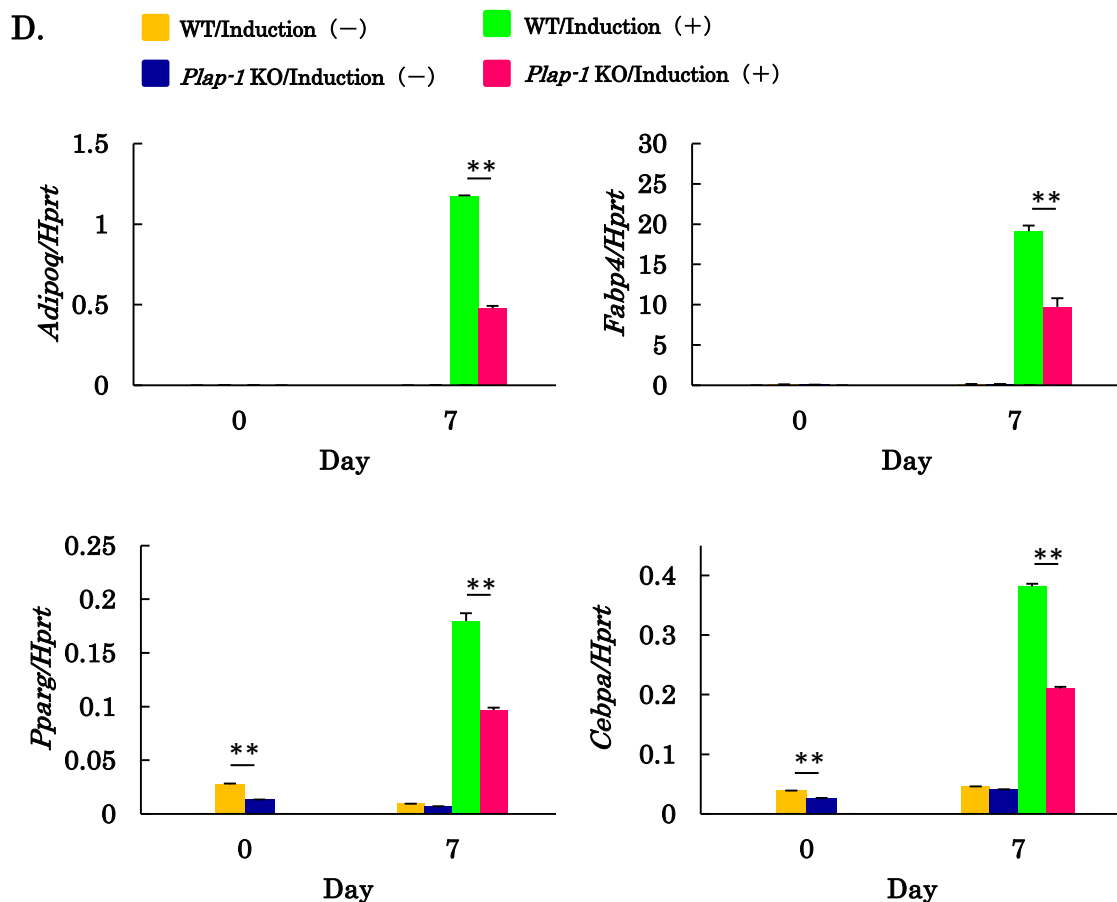 D.
WT/Induction (−)
WT/Induction (+)
Plap-1 KO/Induction (−)
Plap-1 KO/Induction (+)
Adipoq/Hprt
1.5
1
0.5
0
**
0
7
Day
Fabp4/Hprt
30
25
20
15
10
5
0
**
0
7
Day
Pparg/Hprt
0.25
0.2
0.15
0.1
0.05
0
**
**
0
7
Day
Cebpa/Hprt
0.4
0.3
0.2
0.1
0
**
**
0
7
Day